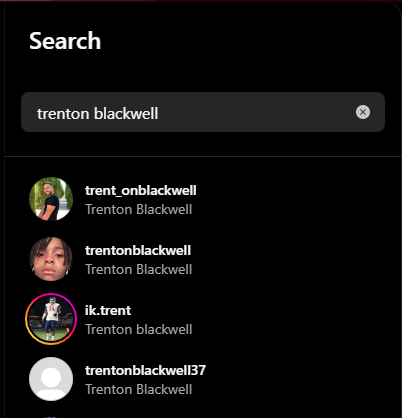 Search
trenton blackwell
trent_onblackwell
Trenton Blackwell
trentonblackwell
Trenton Blackwell
ik.trent
Trenton blackwell
trentonblackwell37
Trenton Blackwell